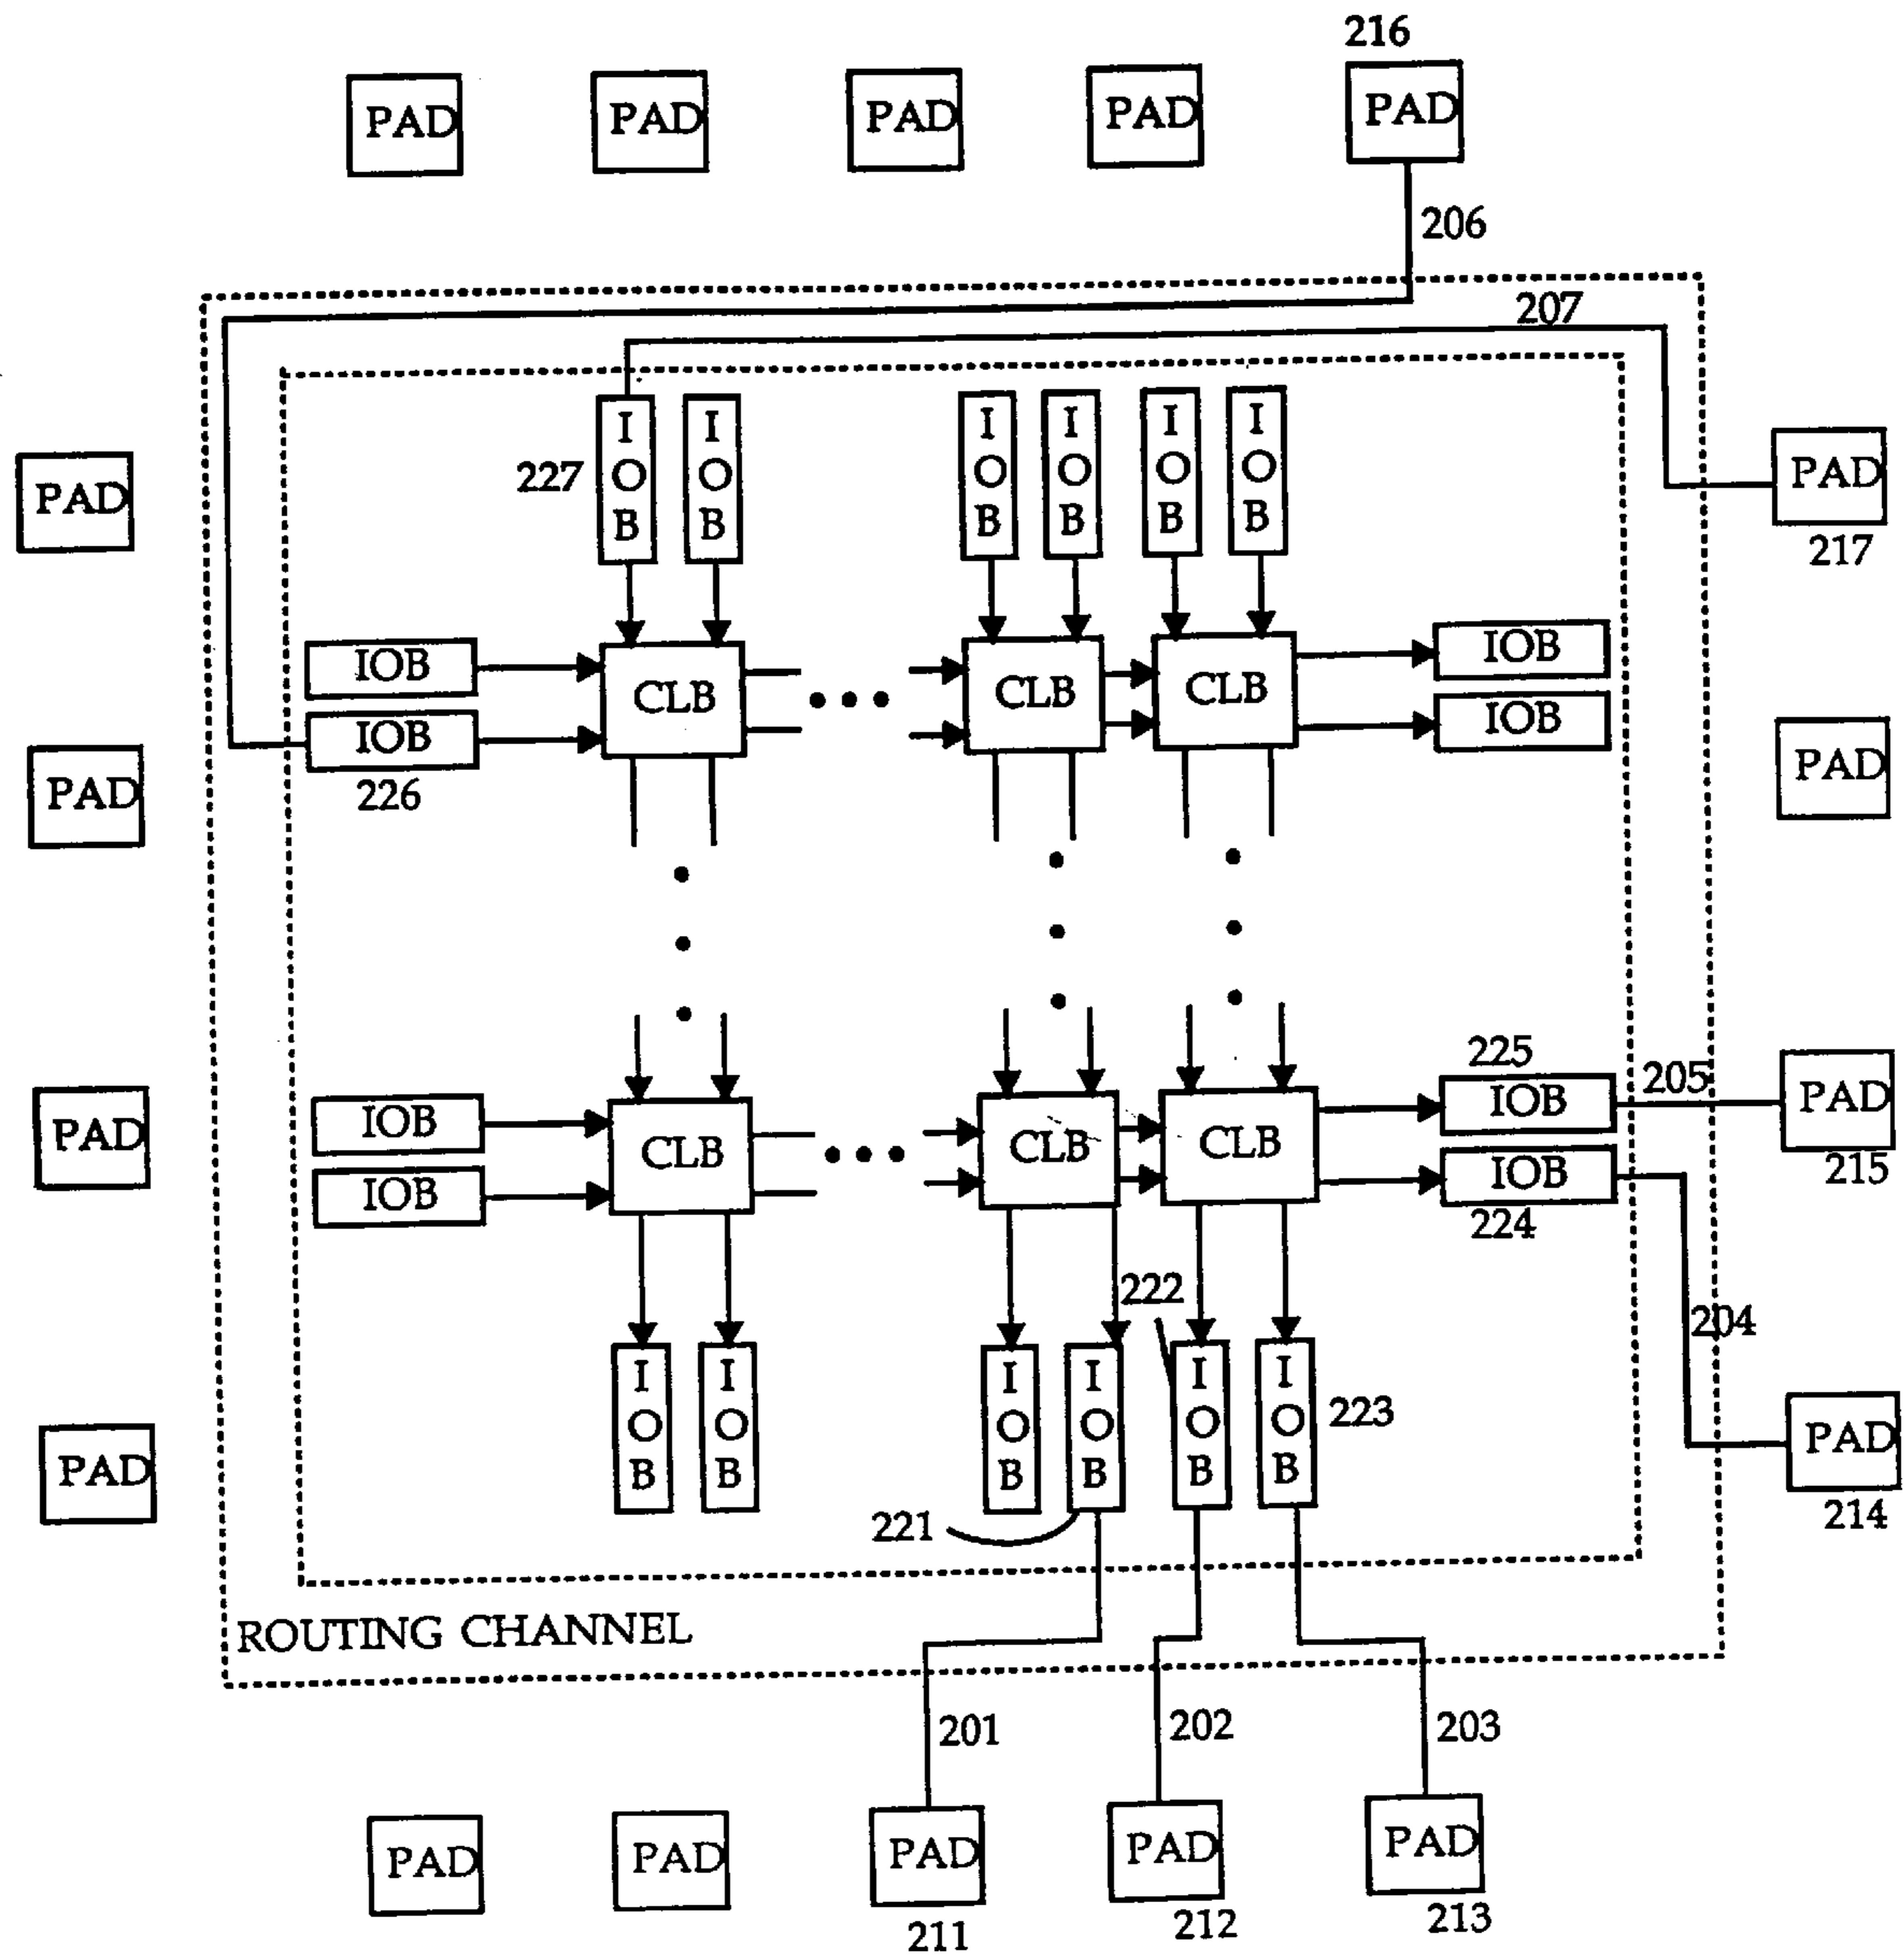 216
PAD PAD PAD PAD PAD
206
207
I I I I I I
227 O O O O O O
B B B B B B
PAD PAD
217
IOB IOB
CLB CLB CLB
IOB IOB
226
PAD PAD
225
205
IOB IOB PAD
PAD CLB CLB CLB
IOB IOB 215
224
222
204
I I I I I I
O O O O O O 223
B B B B B B
PAD PAD
221 214
ROUTING CHANNEL
201 202 203
PAD PAD PAD PAD PAD
211 212 213